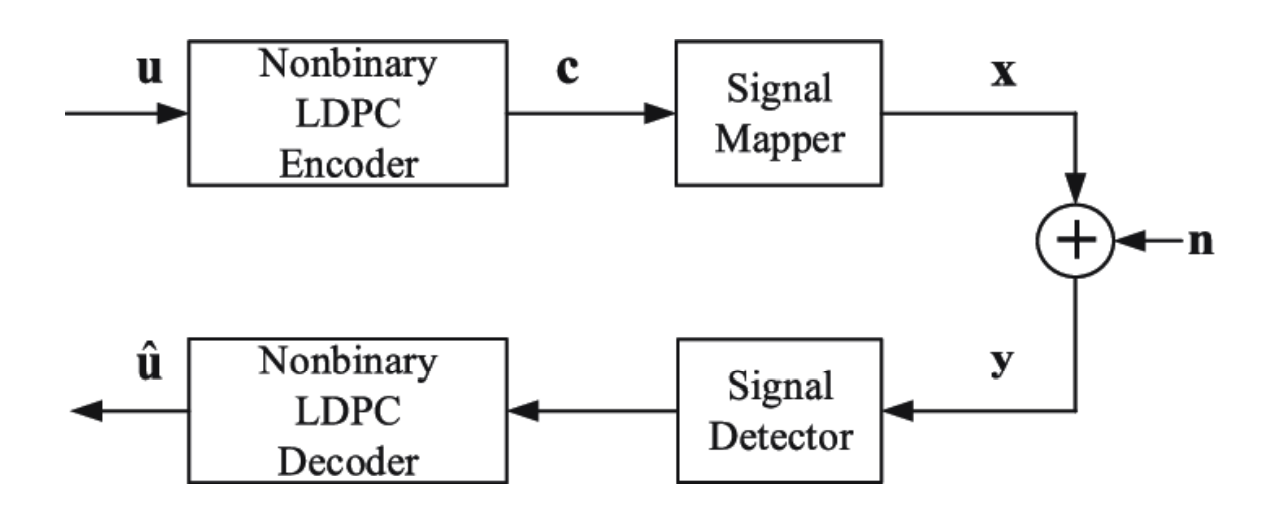 u
Nonbinary
LDPC
Encoder
c
Signal
Mapper
x
+
n
û
Nonbinary
LDPC
Decoder
Signal
Detector
y